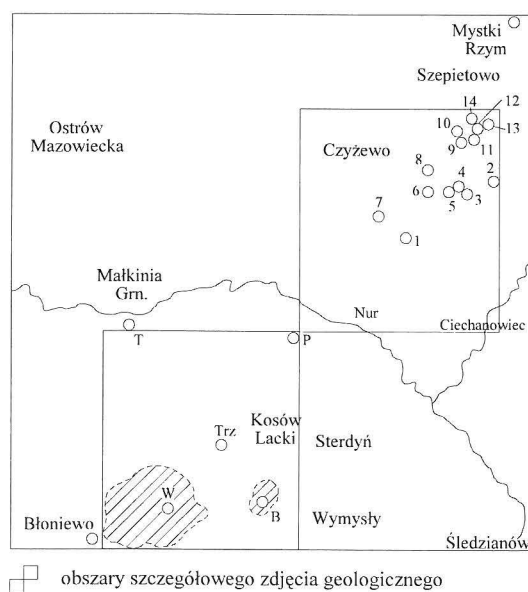 Mystki
Rzym
Szepietowo
14
12
Ostrów
Mazowiecka
10
13
Czyżewo
9
11
8
2
4
6
5
3
7
1
Małkinia
Grn.
Nur
Ciechanowiec
T
P
Kosów
Lacki
Trz
Sterdyń
W
B
Wymysły
Błoniewo
Śledzianów
obszary szczegółowego zdjęcia geologicznego